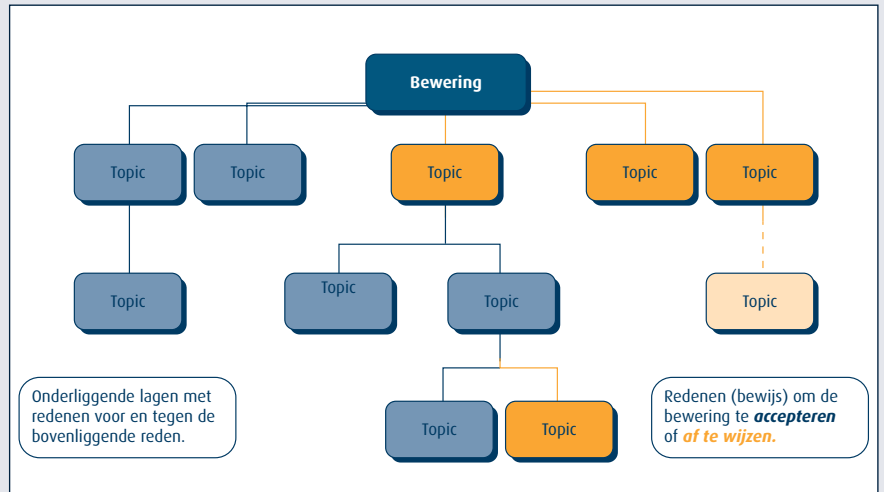 Bewering
Topic
Topic
Topic
Topic
Topic
Topic
Topic
Topic
Topic
Onderliggende lagen met
redenen voor en tegen de
bovenliggende reden.
Topic
Topic
Redenen (bewijs) om de
bewering te accepteren
of af te wijzen.